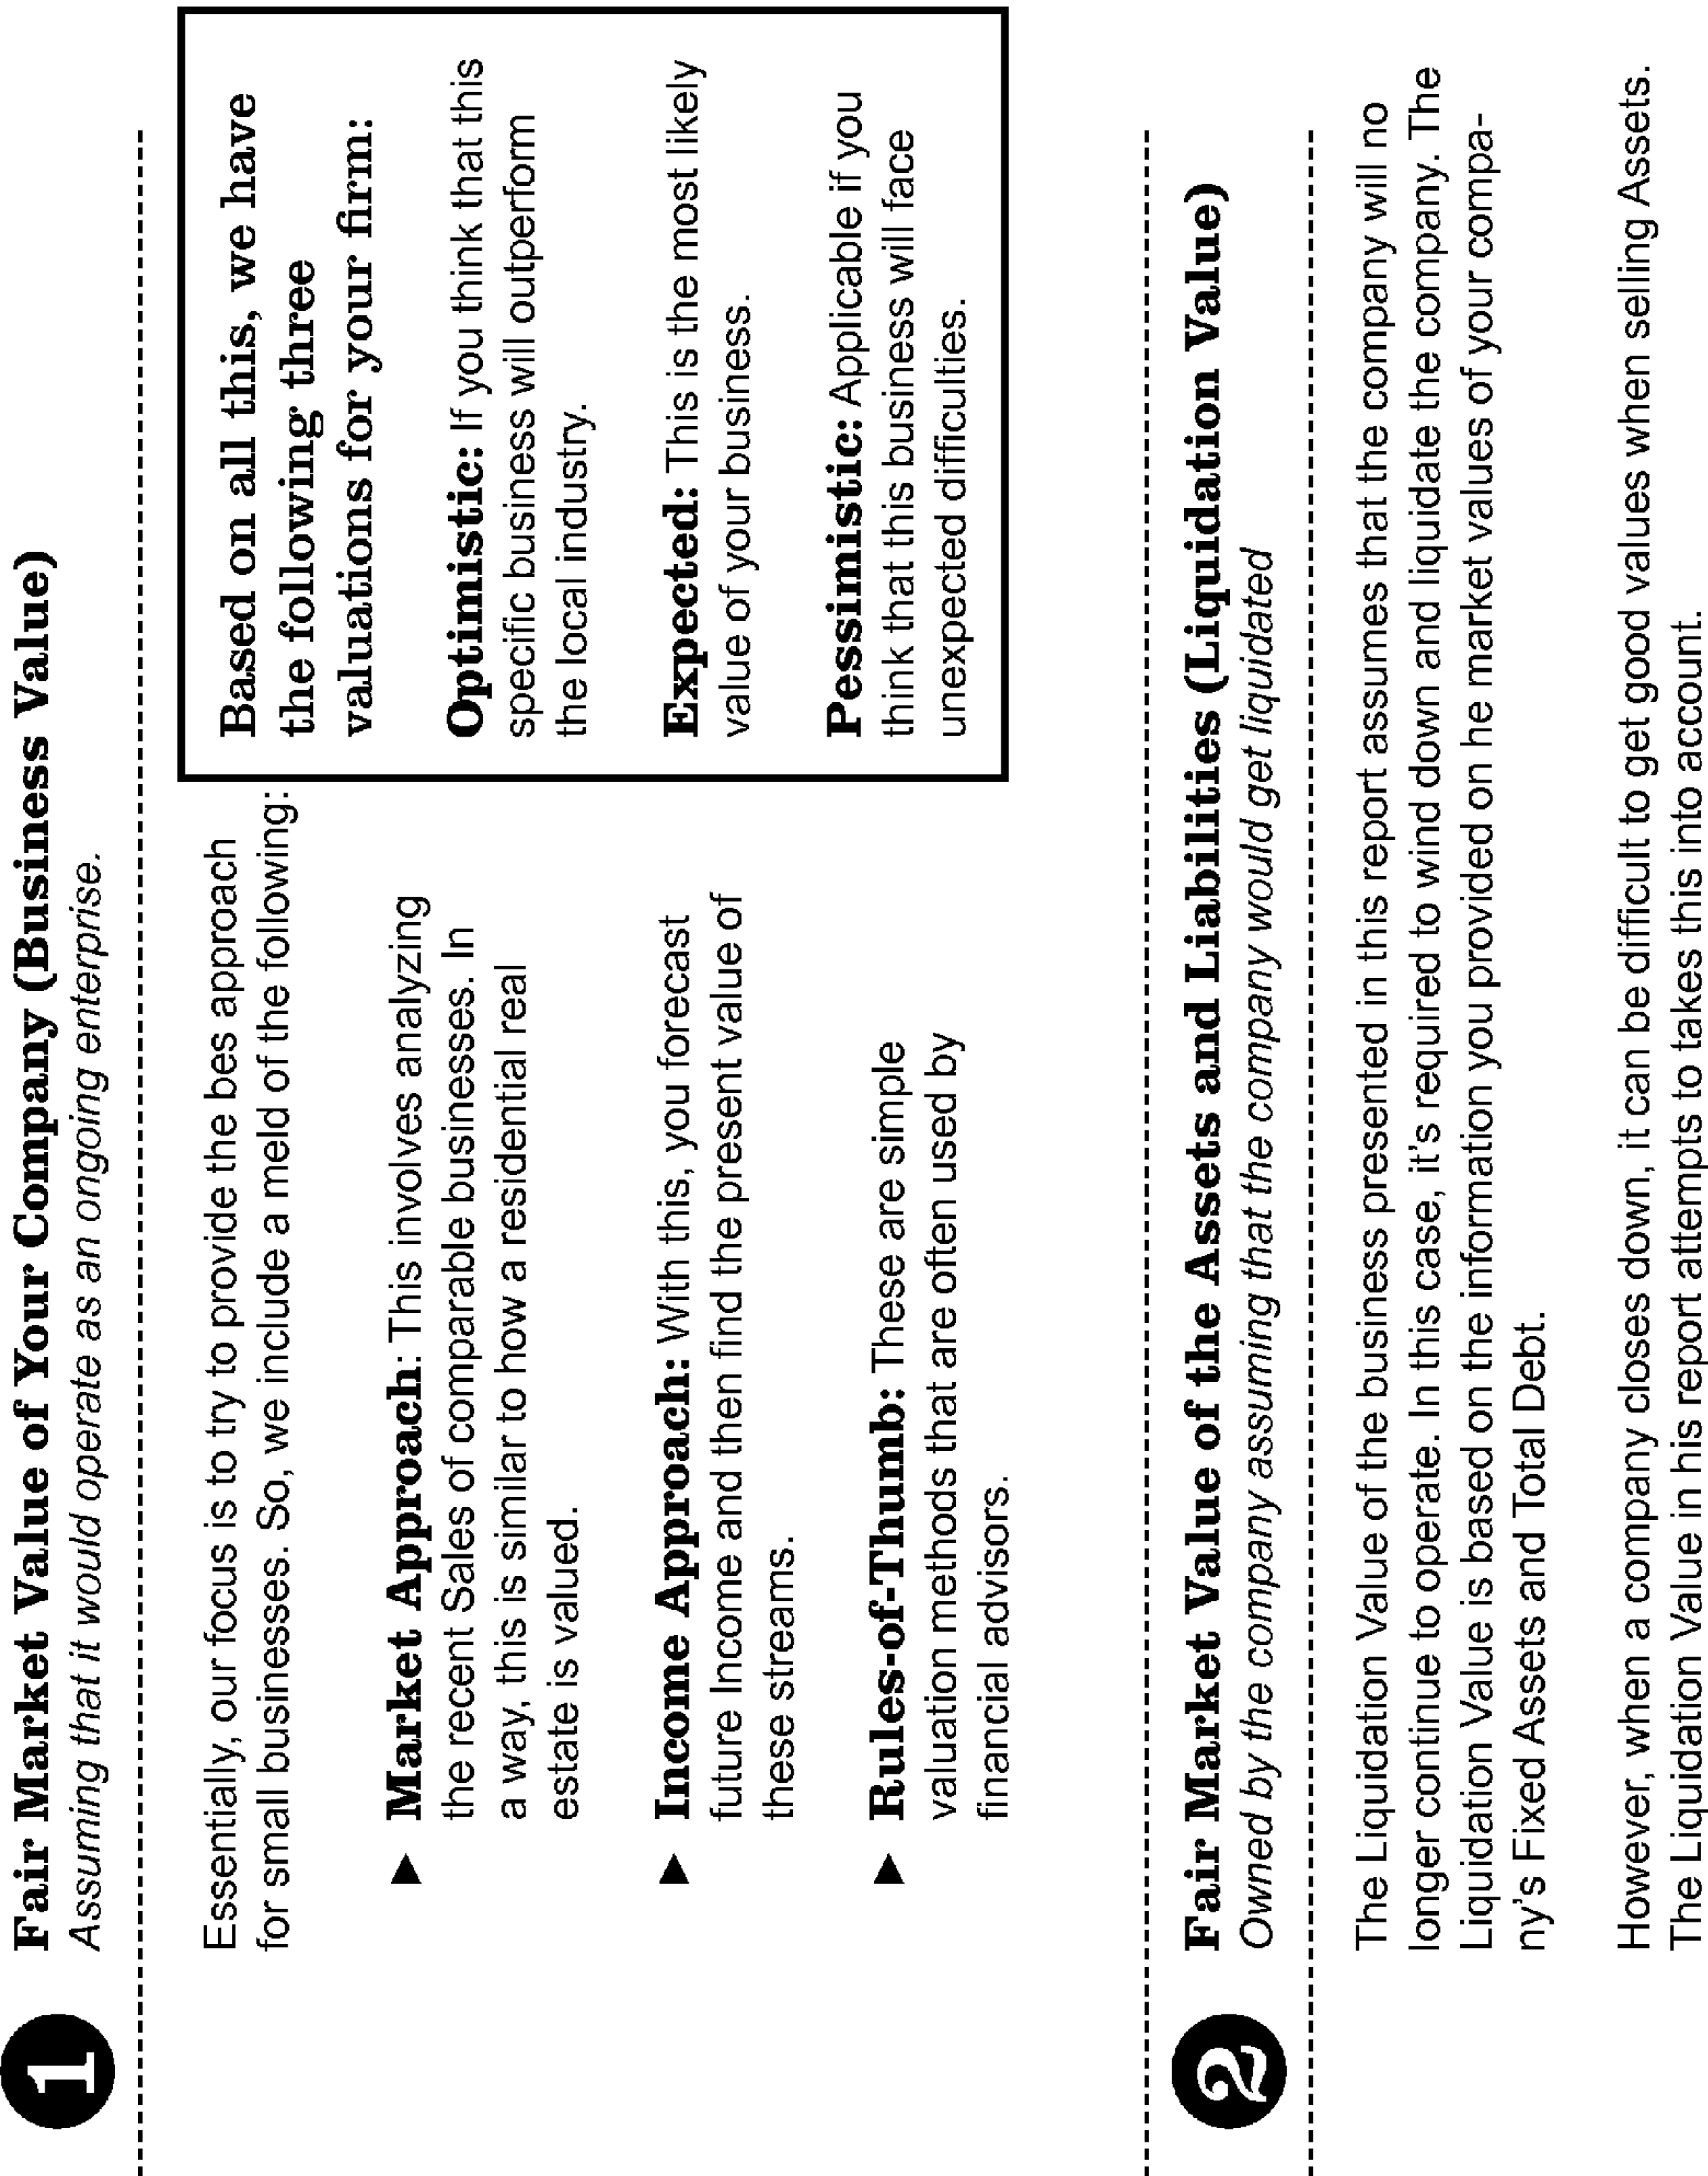 1
Fair Market Value of Your Company (Business Value)
Assuming that it would operate as an ongoing enterprise.
Essentially, our focus is to try to provide the bes approach
for small businesses. So, we include a meld of the following:
► Market Approach: This involves analyzing
the recent Sales of comparable businesses. In
a way, this is similar to how a residential real
estate is valued.
► Income Approach: With this, you forecast
future Income and then find the present value of
these streams.
► Rules-of-Thumb: These are simple
valuation methods that are often used by
financial advisors.
Based on all this, we have
the following three
valuations for your firm:
Optimistic: If you think that this
specific business will outperform
the local industry.
Expected: This is the most likely
value of your business.
Pessimistic: Applicable if you
think that this business will face
unexpected difficulties.
2
Fair Market Value of the Assets and Liabilities (Liquidation Value)
Owned by the company assuming that the company would get liquidated
The Liquidation Value of the business presented in this report assumes that the company will no
longer continue to operate. In this case, it's required to wind down and liquidate the company. The
Liquidation Value is based on the information you provided on he market values of your compa-
ny's Fixed Assets and Total Debt.
However, when a company closes down, it can be difficult to get good values when selling Assets.
The Liquidation Value in his report attempts to takes this into account.